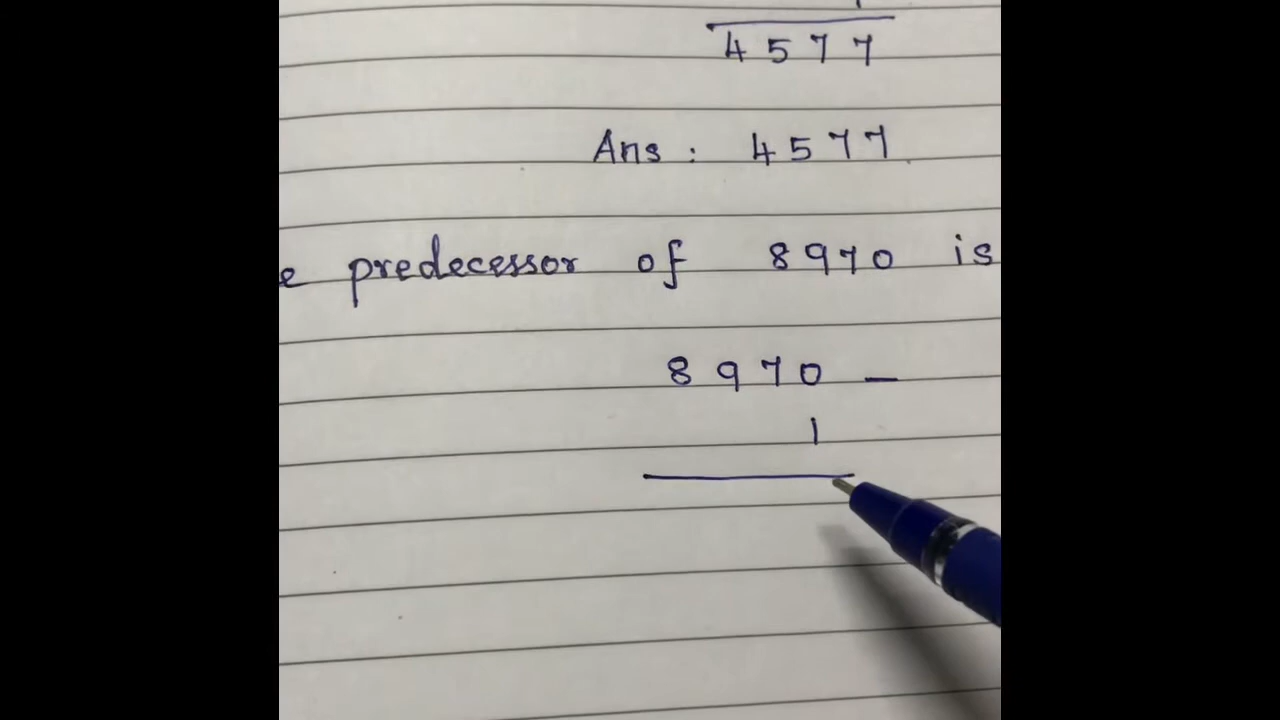 4577
Ans : 4577
predecessor of 8970 is
8970 —
1